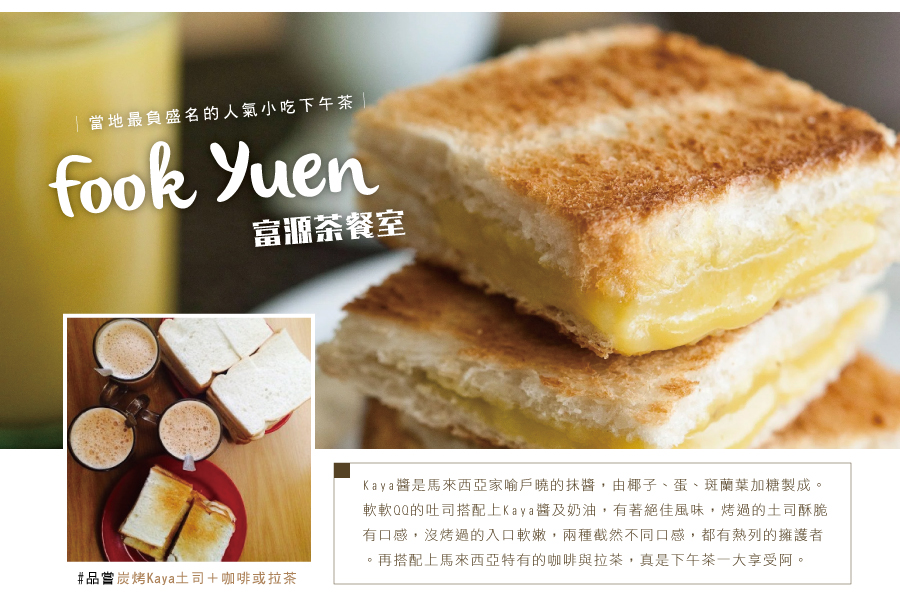 當地最負盛名的人氣小吃下午茶
fook Yuen
富源茶餐室
Kaya醬是馬來西亞家喻戶曉的抹醬，由椰子、蛋、斑蘭葉加糖製成。
軟軟QQ的吐司搭配上Kaya醬及奶油，有著絕佳風味，烤過的土司酥脆
有口感，沒烤過的入口軟嫩，兩種截然不同口感，都有熱列的擁護者
。再搭配上馬來西亞特有的咖啡與拉茶，真是下午茶一大享受阿。
#品嘗炭烤Kaya土司＋咖啡或拉茶